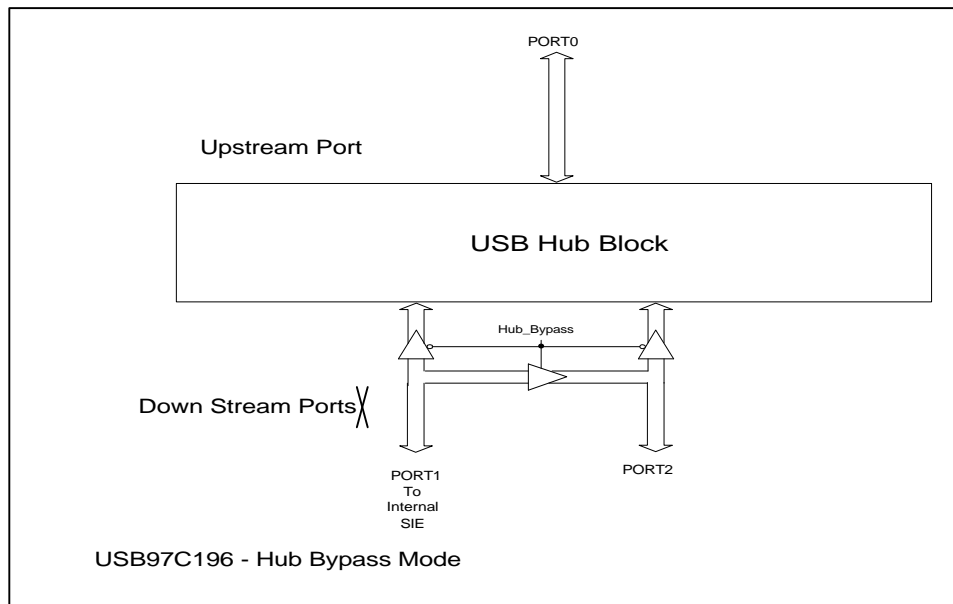 PORT0
Upstream Port
USB Hub Block
Hub_Bypass
Down Stream Ports
PORT1
To
Internal
SIE
PORT2
USB97C196 - Hub Bypass Mode